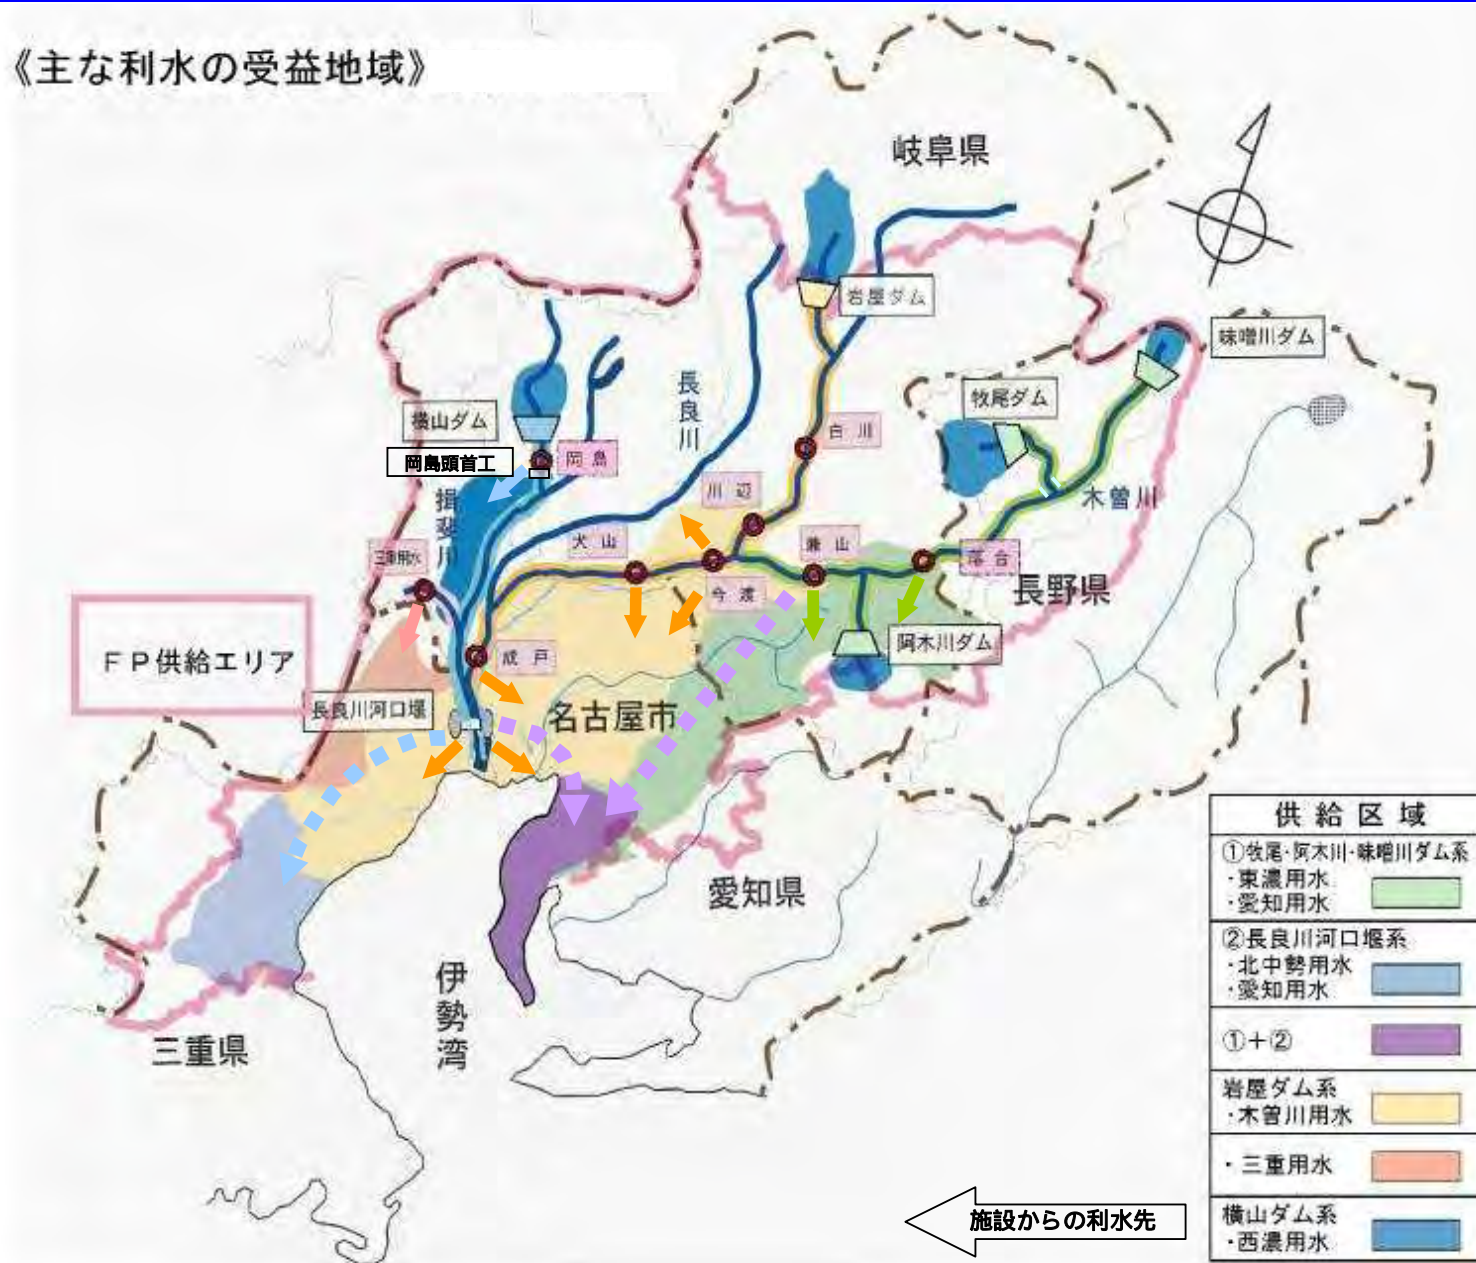 《主な利水の受益地域》
岐阜県
岩屋ダム
味噌川ダム
長良川
牧尾ダム
横山ダム
白川
岡島頭首工
岡島
川辺
木曽川
揖斐川
犬山
兼山
三重用水
落合
今渡
長野県
阿木川ダム
FP供給エリア
成戸
長良川河口堰
名古屋市
愛知県
伊勢湾
三重県
供給区域
①牧尾・阿木川・味噌川ダム系
・東濃用水
・愛知用水
②長良川河口堰系
・北中勢用水
・愛知用水
①+②
岩屋ダム系
・木曽川用水
・三重用水
横山ダム系
・西濃用水
施設からの利水先